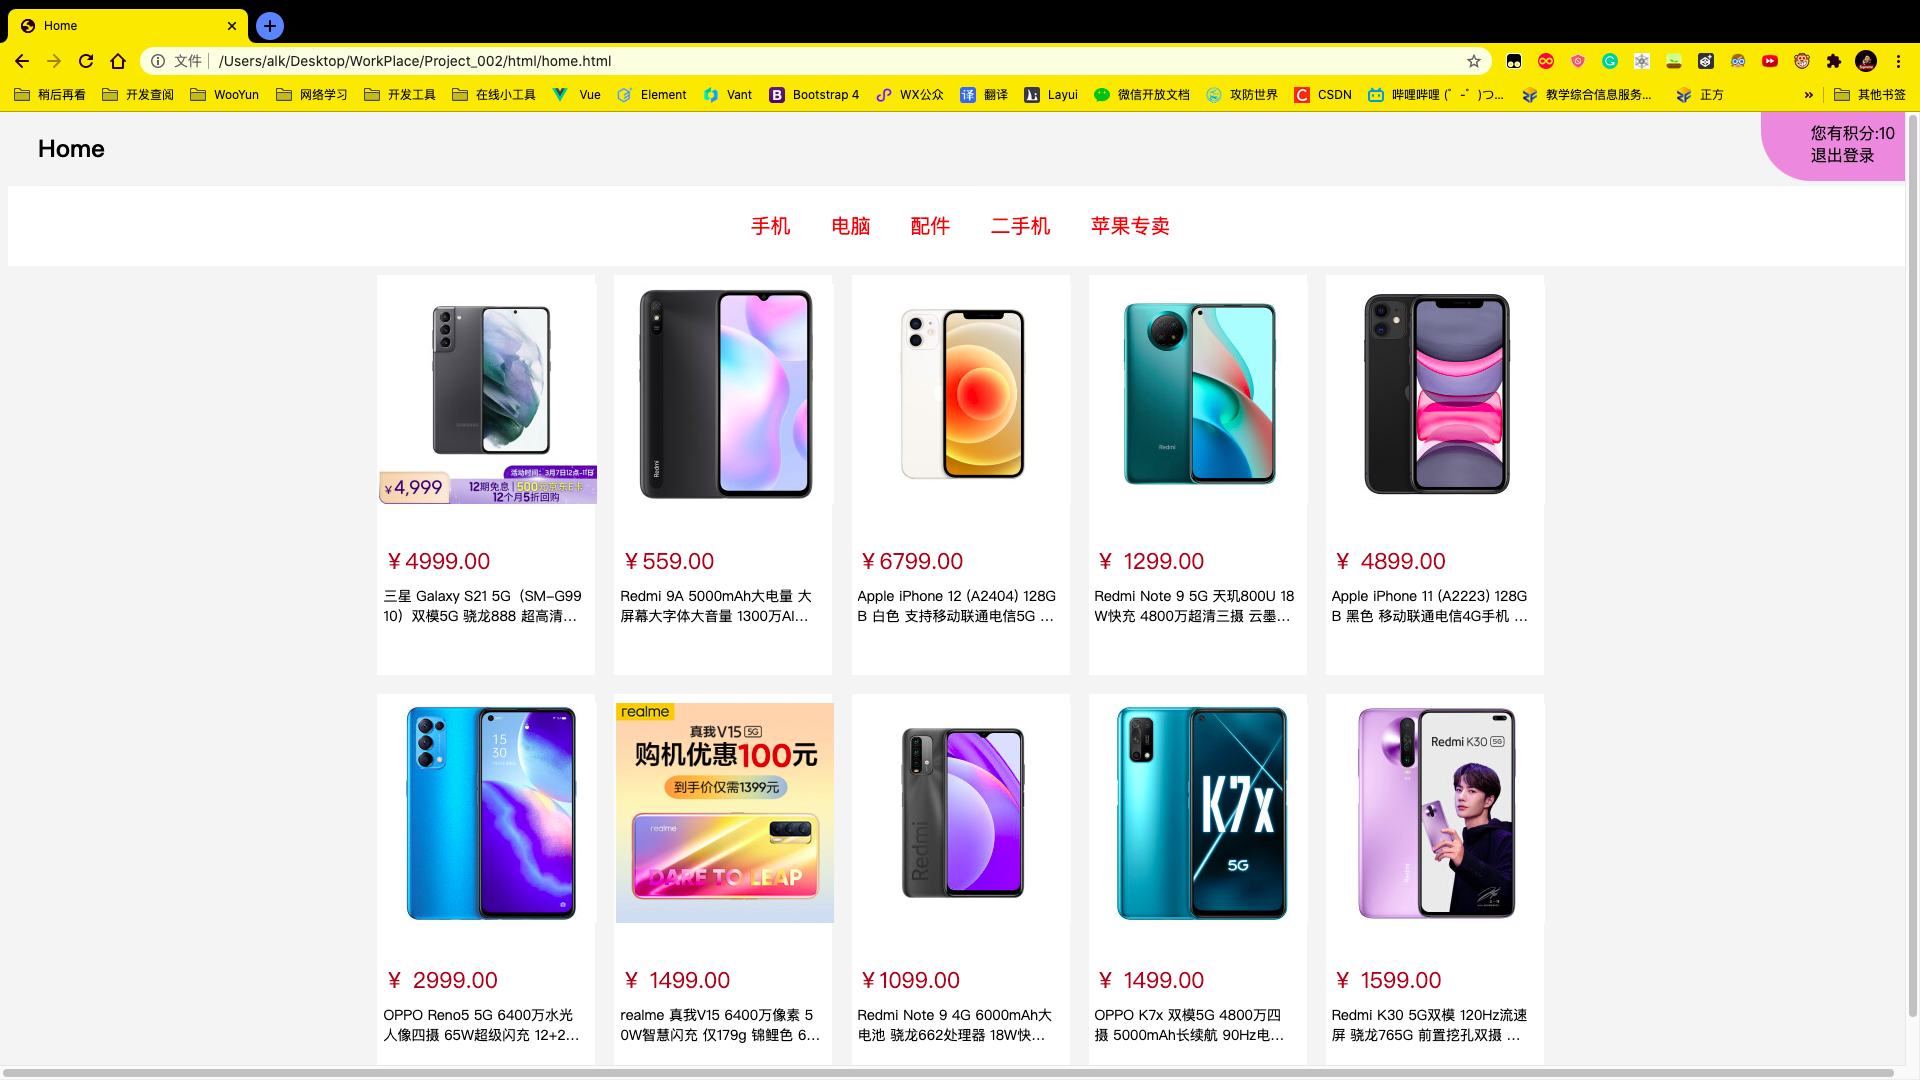 Home
文件
/Users/alk/Desktop/WorkPlace/Project_002/html/home.html
稍后再看 开发查阅 WooYun 网络学习 开发工具 在线小工具 Vue Element Vant Bootstrap 4 WX公众 翻译 Layui 微信开放文档 攻防世界 CSDN 哔哩哔哩 (゜-゜)つ... 教学综合信息服务... 正方 » 其他书签
Home
您有积分:10
退出登录
手机 电脑 配件 二手机 苹果专卖
活动时间：3月7日12点-11日
¥4,999
12期免息 500元京东E卡
12个月5折回购
Redmi
Redmi
￥4999.00
三星 Galaxy S21 5G（SM-G99
10）双模5G 骁龙888 超高清...
￥559.00
Redmi 9A 5000mAh大电量 大
屏幕大字体大音量 1300万AI...
￥6799.00
Apple iPhone 12 (A2404) 128G
B 白色 支持移动联通电信5G ...
￥ 1299.00
Redmi Note 9 5G 天玑800U 18
W快充 4800万超清三摄 云墨...
￥ 4899.00
Apple iPhone 11 (A2223) 128G
B 黑色 移动联通电信4G手机 ...
15
30
realme
真我V15 5G
购机优惠100元
到手价仅需1399元
realme
DARE TO LEAP
Redmi
K7x
5G
Redmi K30 5G
Redmi
￥ 2999.00
OPPO Reno5 5G 6400万水光
人像四摄 65W超级闪充 12+2...
￥ 1499.00
realme 真我V15 6400万像素 5
0W智慧闪充 仅179g 锦鲤色 6...
￥1099.00
Redmi Note 9 4G 6000mAh大
电池 骁龙662处理器 18W快...
￥ 1499.00
OPPO K7x 双模5G 4800万四
摄 5000mAh长续航 90Hz电...
￥ 1599.00
Redmi K30 5G双模 120Hz流速
屏 骁龙765G 前置挖孔双摄 ...